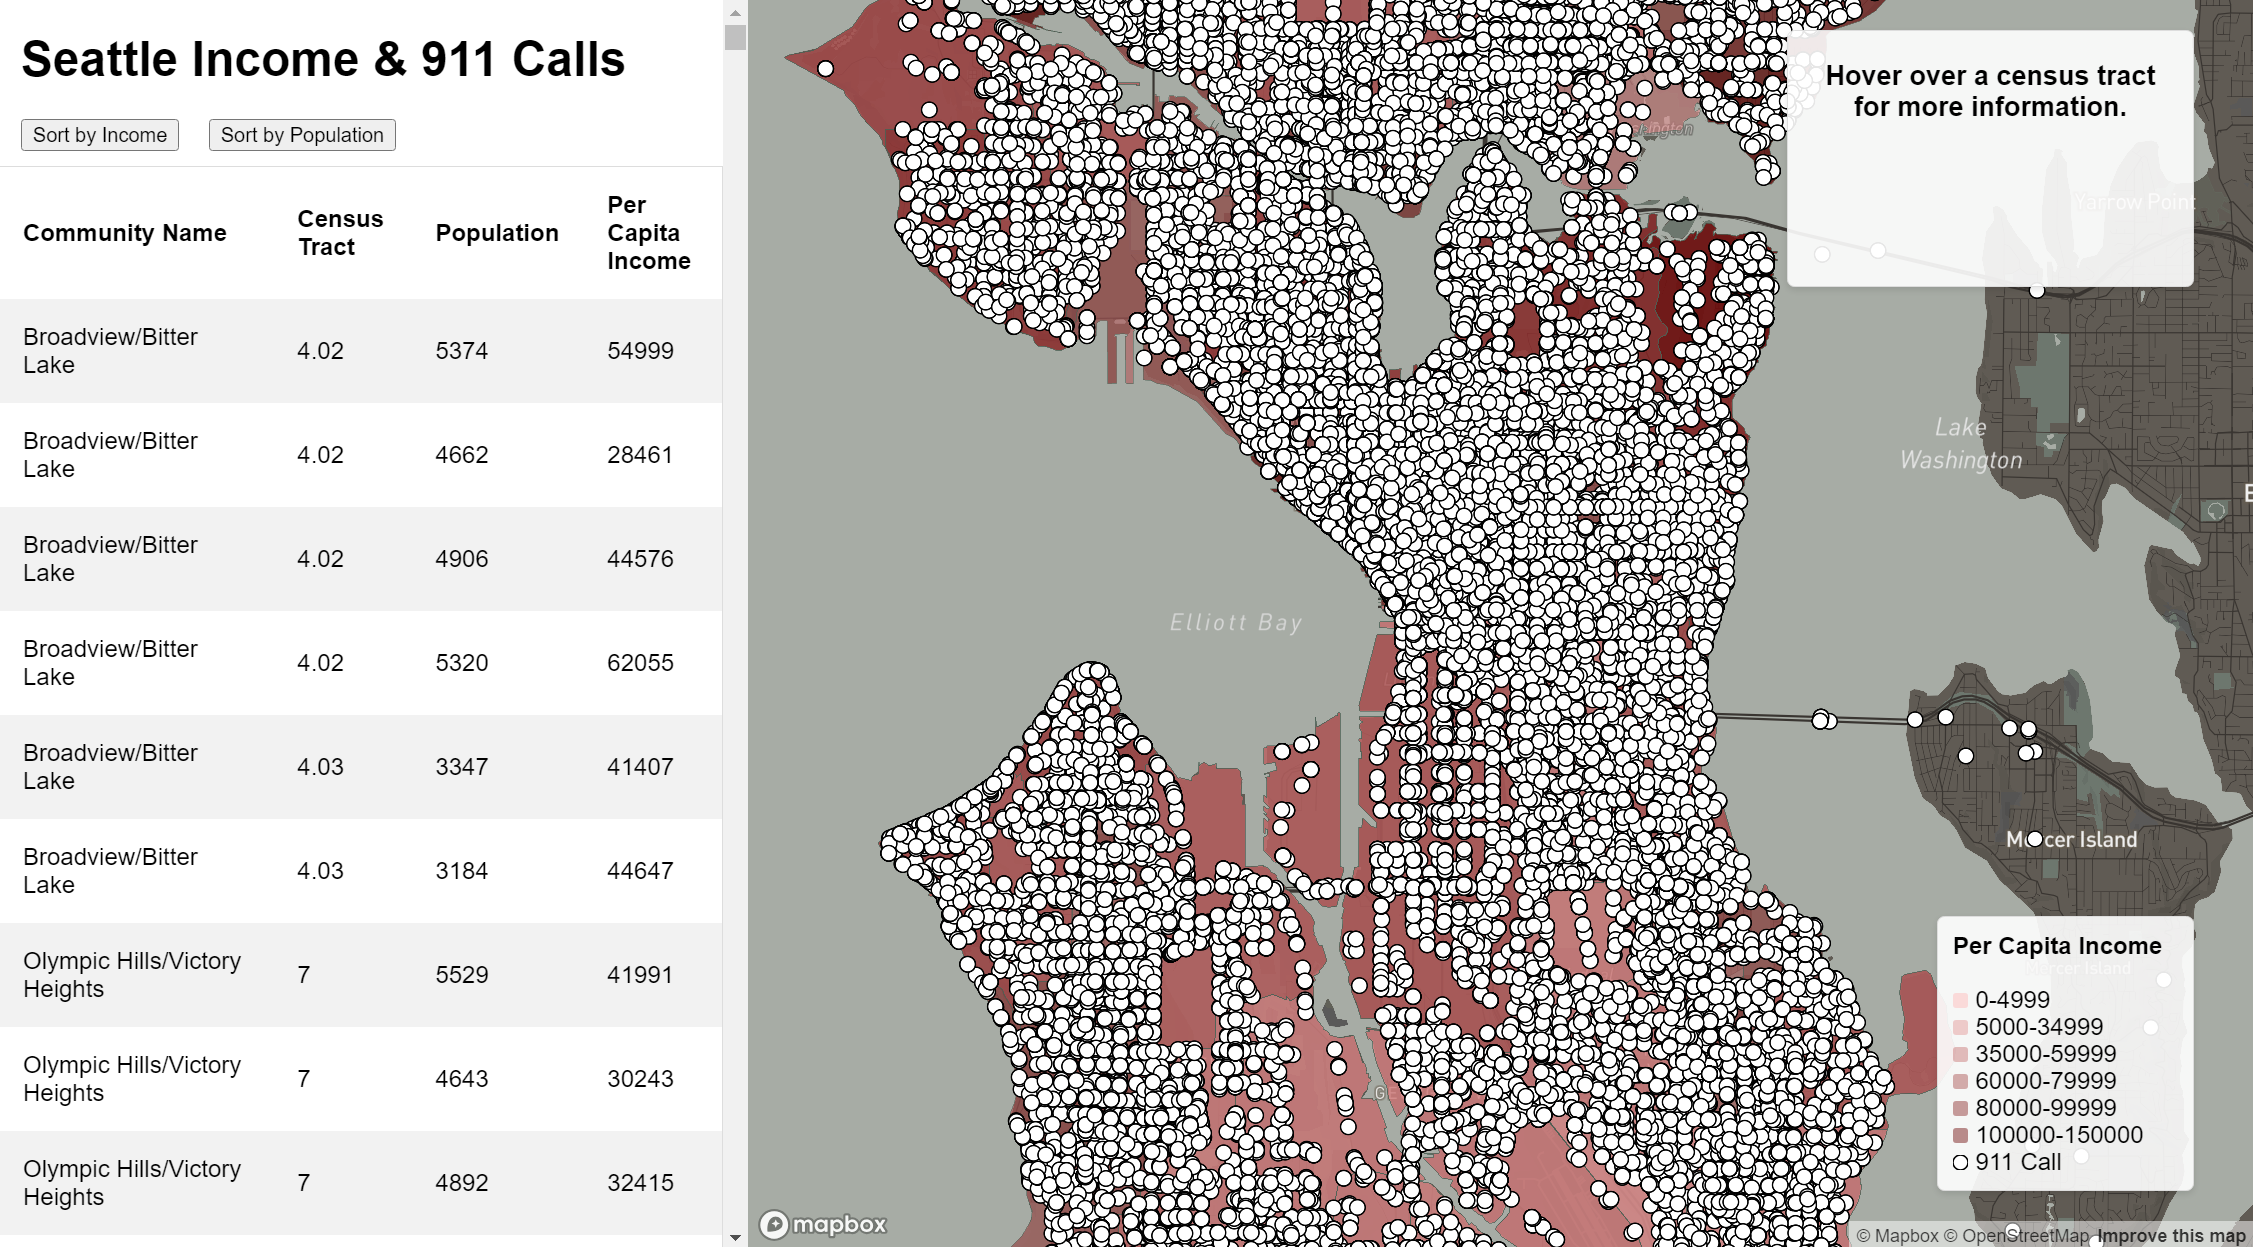 Seattle Income & 911 Calls
Sort by Income
Sort by Population
Community Name
Census
Tract
Population
Per
Capita
Income
Broadview/Bitter
Lake
4.02
5374
54999
Broadview/Bitter
Lake
4.02
4662
28461
Broadview/Bitter
Lake
4.02
4906
44576
Broadview/Bitter
Lake
4.02
5320
62055
Broadview/Bitter
Lake
4.03
3347
41407
Broadview/Bitter
Lake
4.03
3184
44647
Olympic Hills/Victory
Heights
7
5529
41991
Olympic Hills/Victory
Heights
7
4643
30243
Olympic Hills/Victory
Heights
7
4892
32415
Hover over a census tract
for more information.
Yarrow Point
Lake
Washington
Elliott Bay
Mercer Island
Per Capita Income
Mercer Island
0-4999
5000-34999
35000-59999
60000-79999
80000-99999
100000-150000
911 Call
mapbox
© Mapbox © OpenStreetMap Improve this map